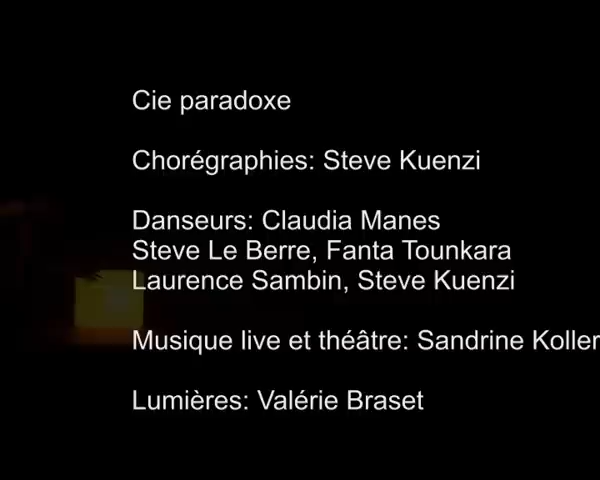 Cie paradoxe
Chorégraphies: Steve Kuenzi
Danseurs: Claudia Manes
Steve Le Berre, Fanta Tounkara
Laurence Sambin, Steve Kuenzi
Musique live et théâtre: Sandrine Koller
Lumières: Valérie Braset